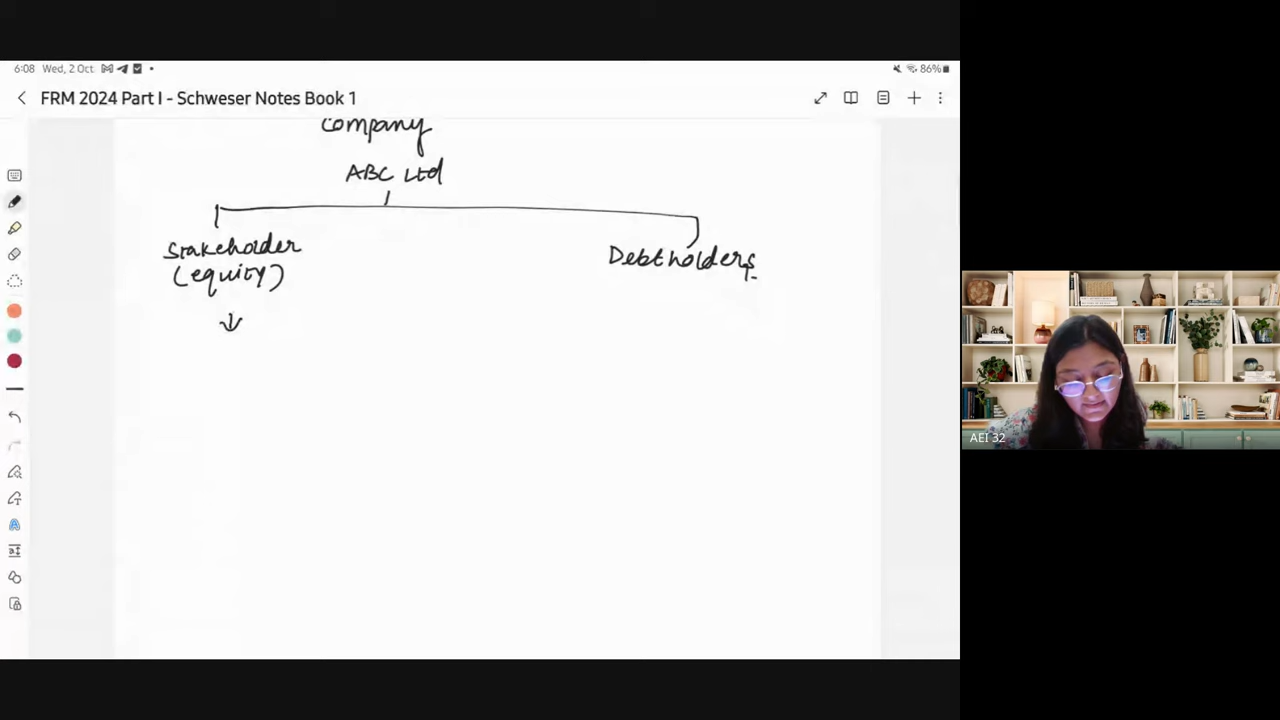 6:08 Wed, 2 Oct 86%
FRM 2024 Part I - Schweser Notes Book 1
Company
ABC Ltd
Stakeholder
(equity)
Debtholders
AEI 32